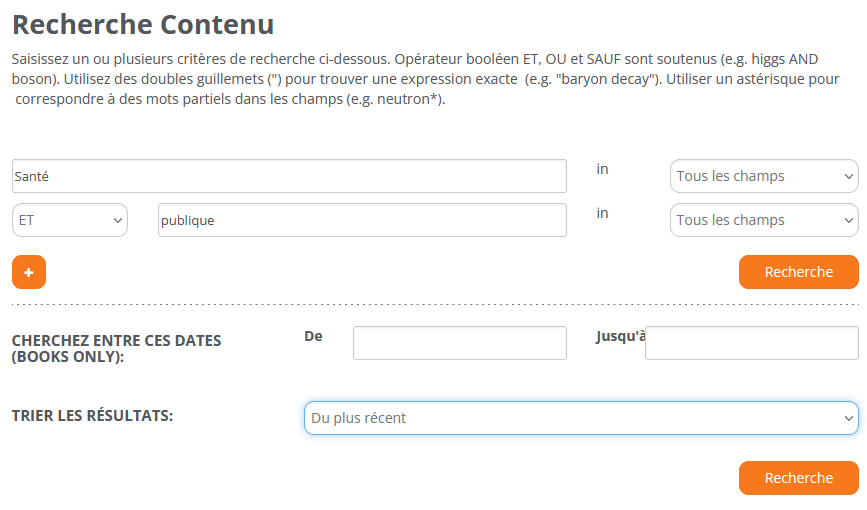 Recherche Contenu
Saisissez un ou plusieurs critères de recherche ci-dessous. Opérateur booléen ET, OU et SAUF sont soutenus (e.g. higgs AND
boson). Utilisez des doubles guillemets (") pour trouver une expression exacte (e.g. "baryon decay"). Utiliser un astérisque pour
correspondre à des mots partiels dans les champs (e.g. neutron*).
Santé in Tous les champs
ET publique in Tous les champs
+ Recherche
CHERCHEZ ENTRE CES DATES De Jusqu'à
(BOOKS ONLY):
TRIER LES RÉSULTATS: Du plus récent
Recherche